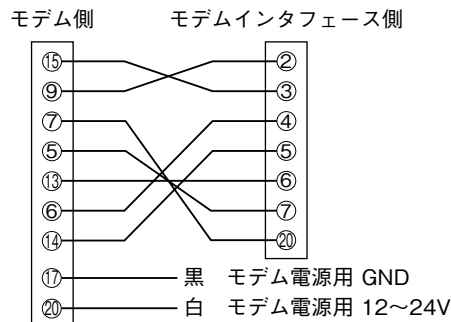 モデム側 モデムインタフェース側
⑮ ②
⑨ ③
⑦ ④
⑤ ⑤
⑬ ⑥
⑥ ⑦
⑭ ⑳
⑰ 黒 モデム電源用 GND
⑳ 白 モデム電源用 12〜24V